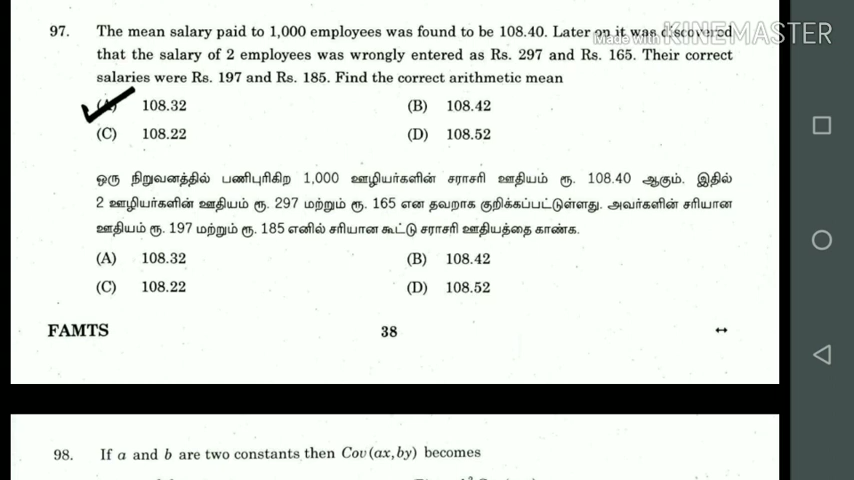 Made with KINEMASTER
97. The mean salary paid to 1,000 employees was found to be 108.40. Later on it was discovered
that the salary of 2 employees was wrongly entered as Rs. 297 and Rs. 165. Their correct
salaries were Rs. 197 and Rs. 185. Find the correct arithmetic mean
(A) 108.32 (B) 108.42
(C) 108.22 (D) 108.52
ஒரு நிறுவனத்தில் பணிபுரிகிற 1,000 ஊழியர்களின் சராசரி ஊதியம் ரூ. 108.40 ஆகும். இதில்
2 ஊழியர்களின் ஊதியம் ரூ. 297 மற்றும் ரூ. 165 என தவறாக குறிக்கப்பட்டுள்ளது. அவர்களின் சரியான
ஊதியம் ரூ. 197 மற்றும் ரூ. 185 எனில் சரியான கூட்டு சராசரி ஊதியத்தை காண்க.
(A) 108.32 (B) 108.42
(C) 108.22 (D) 108.52
FAMTS 38 ↔
98. If a and b are two constants then Cov(ax, by) becomes